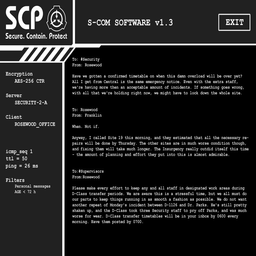 SCP
Secure. Contain. Protect
S-COM SOFTWARE v1.3
EXIT
Encryption
AES-256 CTR
Server
SECURITY-2-A
Client
ROSEWOOD_OFFICE
icmp_seq 1
ttl = 50
ping = 26 ms
Filters
Personal messages
AGE < 72 h
To: #Security
From: Rosewood
Have we gotten a confirmed timetable on when this damn overload will be over yet?
All I get from Central is the same emergency notice. Even with the extra staff,
we're having more then an acceptable amount of incidents. If something goes wrong,
with all that we're holding right now, we might have to lock down the whole site.
To: Rosewood
From: Franklin
When. Not if.
Anyway, I called Site 19 this morning, and they estimated that all the necessary re-
pairs will be done by Thursday. The other sites are in much worse condition though,
and fixing them will take much longer. The Insurgency really outdid itself this time
- the amount of planning and effort they put into this is almost admirable.
To: #Supervisors
From: Rosewood
Please make every effort to keep any and all staff in designated work areas during
D-Class transfer periods. We are aware this is a stressful time, but we all must do
our parts to keep things running in as smooth a fashion as possible. We do not want
another repeat of Monday's incident between D-1126 and Dr. Parks. He's still pretty
shaken up, and the D-Class took three Security staff to pry off Parks, and was much
worse for wear. D-Class transfer timetables will be in your inbox by 0600 every
morning. Save them posted by 0700.